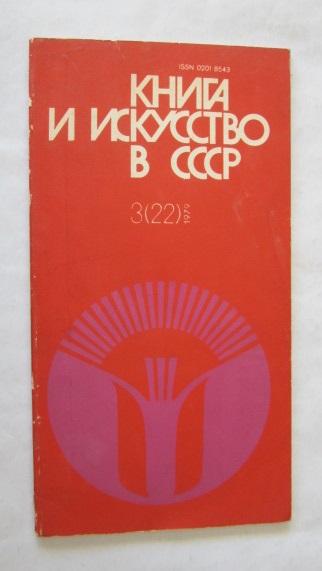 ISSN 0201 8543
КНИГА
И ИСКУССТВО
В СССР
3(22) 1979